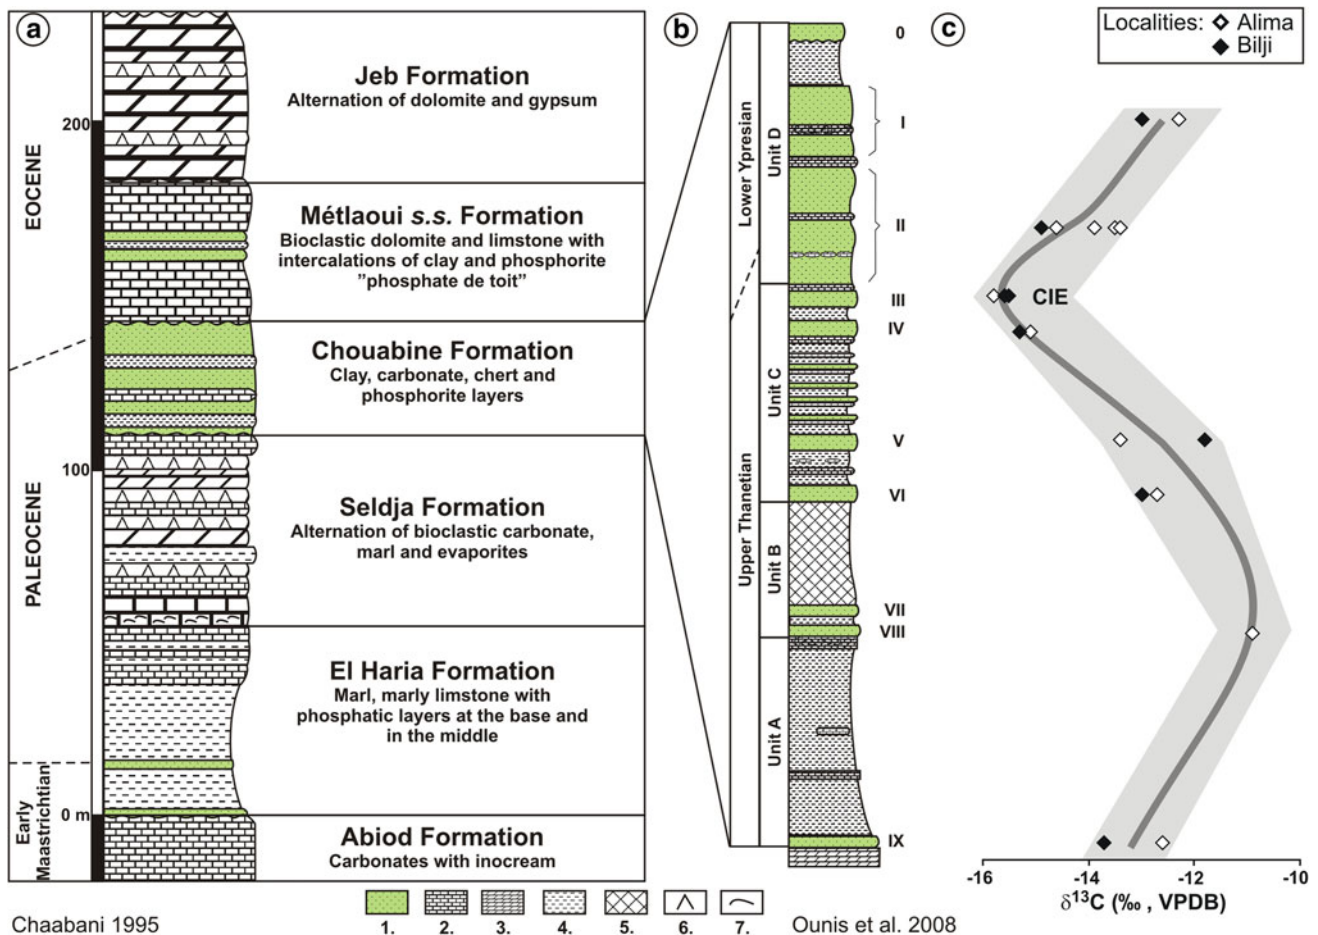 a
EOCENE
PALEOCENE
Early
Maastrichtian
200
100
0 m
Jeb Formation
Alternation of dolomite and gypsum
Métlaoui s.s. Formation
Bioclastic dolomite and limstone with
intercalations of clay and phosphorite
”phosphate de toit”
Chouabine Formation
Clay, carbonate, chert and
phosphorite layers
Seldja Formation
Alternation of bioclastic carbonate,
marl and evaporites
El Haria Formation
Marl, marly limstone with
phosphatic layers at the base and
in the middle
Abiod Formation
Carbonates with inocream
b
Lower Ypresian
Upper Thanetian
Unit D
Unit C
Unit B
Unit A
0
I
II
III
IV
V
VI
VII
VIII
IX
c
Localities: Alima
Bilji
CIE
-16
-14
-12
-10
δ13C (‰ , VPDB)
1.
2.
3.
4.
5.
6.
7.
Chaabani 1995
Ounis et al. 2008